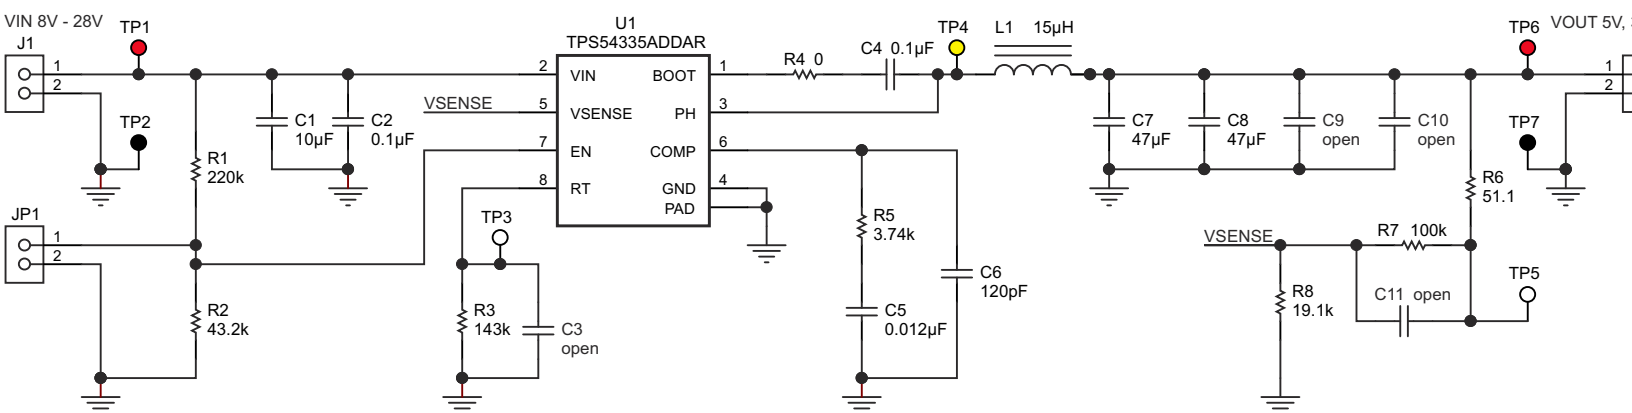 VIN 8V - 28V
J1
1
2
TP1
TP2
JP1
1
2
R1
220k
R2
43.2k
C1
10µF
C2
0.1µF
VSENSE
U1
TPS54335ADDAR
2
VIN
5
VSENSE
7
EN
8
RT
BOOT
1
PH
3
COMP
6
GND
4
PAD
TP3
R3
143k
C3
open
R4 0
C4 0.1µF
TP4
L1 15µH
R5
3.74k
C5
0.012µF
C6
120pF
C7
47µF
C8
47µF
C9
open
C10
open
TP6
VOUT 5V,
1
2
TP7
R6
51.1
VSENSE
R7 100k
R8
19.1k
C11 open
TP5